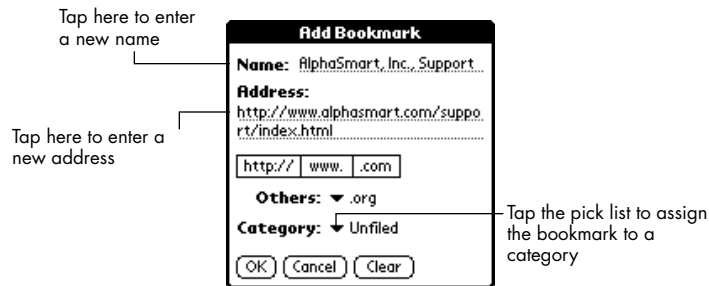 Tap here to enter
a new name
Add Bookmark
Name: AlphaSmart, Inc., Support
Address:
http://www.alphasmart.com/suppo
rt/index.html
Tap here to enter a
new address
http:// www. .com
Others: .org
Category: Unfiled
Tap the pick list to assign
the bookmark to a
category
OK Cancel Clear